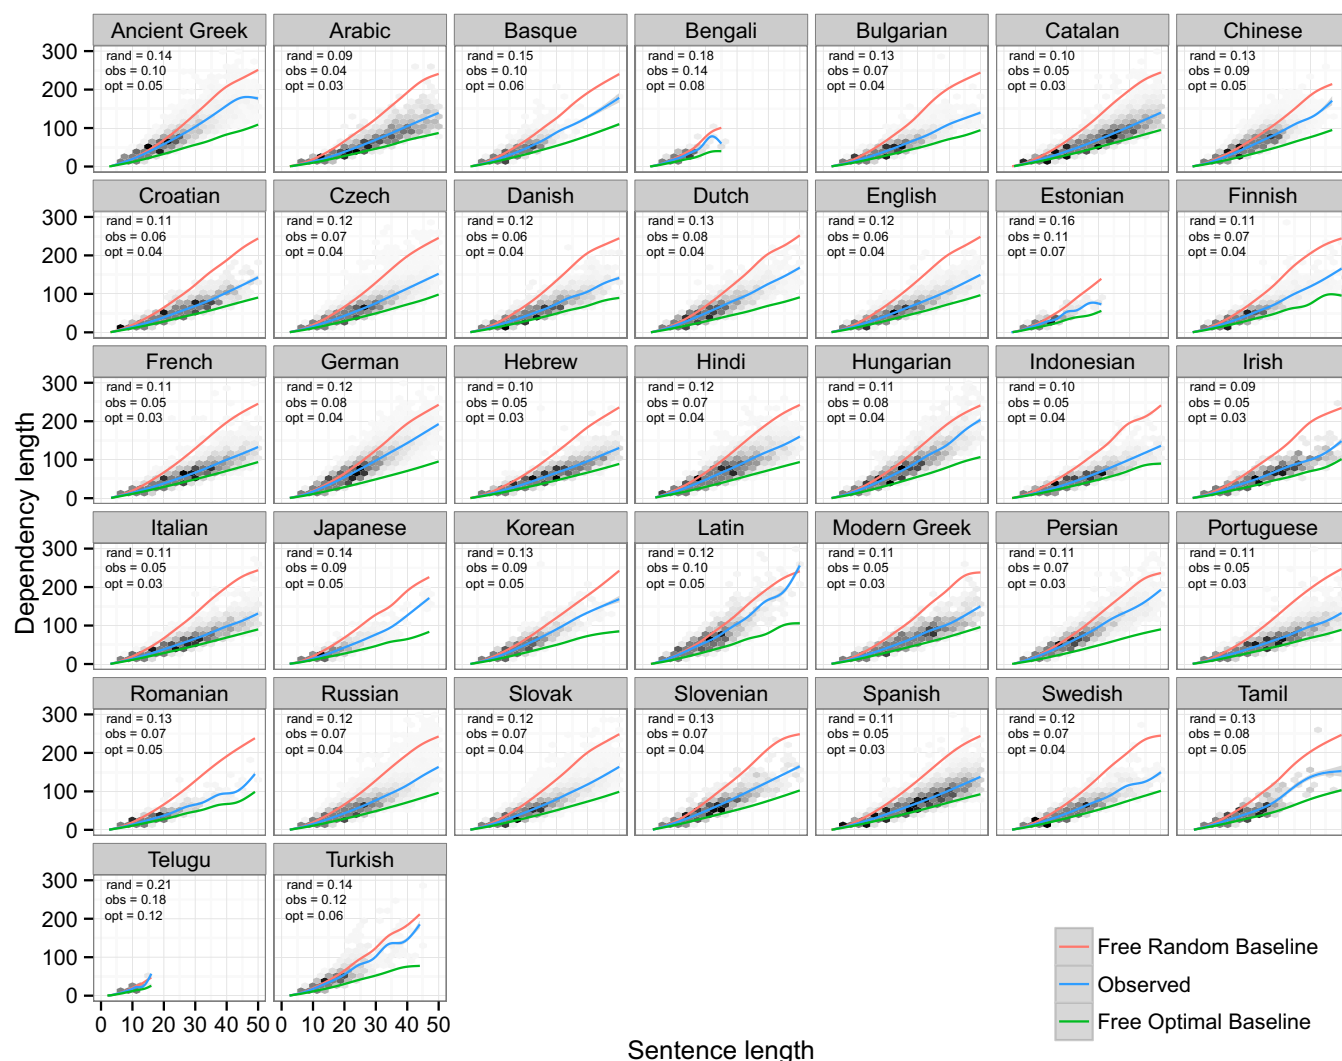 Ancient Greek Arabic Basque Bengali Bulgarian Catalan Chinese
300 rand = 0.14 rand = 0.09 rand = 0.15 rand = 0.18 rand = 0.13 rand = 0.10 rand = 0.13
obs = 0.10 obs = 0.04 obs = 0.10 obs = 0.14 obs = 0.07 obs = 0.05 obs = 0.09
200 opt = 0.05 opt = 0.03 opt = 0.06 opt = 0.08 opt = 0.04 opt = 0.03 opt = 0.05
100
0
Croatian Czech Danish Dutch English Estonian Finnish
300 rand = 0.11 rand = 0.12 rand = 0.12 rand = 0.13 rand = 0.12 rand = 0.16 rand = 0.11
obs = 0.06 obs = 0.07 obs = 0.06 obs = 0.08 obs = 0.06 obs = 0.11 obs = 0.07
200 opt = 0.04 opt = 0.04 opt = 0.04 opt = 0.04 opt = 0.04 opt = 0.07 opt = 0.04
100
0
French German Hebrew Hindi Hungarian Indonesian Irish
300 rand = 0.11 rand = 0.12 rand = 0.10 rand = 0.12 rand = 0.11 rand = 0.10 rand = 0.09
obs = 0.05 obs = 0.08 obs = 0.05 obs = 0.07 obs = 0.08 obs = 0.05 obs = 0.05
200 opt = 0.03 opt = 0.04 opt = 0.03 opt = 0.04 opt = 0.04 opt = 0.04 opt = 0.03
100
0
Dependency length
Italian Japanese Korean Latin Modern Greek Persian Portuguese
300 rand = 0.11 rand = 0.14 rand = 0.13 rand = 0.12 rand = 0.11 rand = 0.11 rand = 0.11
obs = 0.05 obs = 0.09 obs = 0.09 obs = 0.10 obs = 0.05 obs = 0.07 obs = 0.05
200 opt = 0.03 opt = 0.05 opt = 0.05 opt = 0.05 opt = 0.03 opt = 0.03 opt = 0.03
100
0
Romanian Russian Slovak Slovenian Spanish Swedish Tamil
300 rand = 0.13 rand = 0.12 rand = 0.12 rand = 0.13 rand = 0.11 rand = 0.12 rand = 0.13
obs = 0.07 obs = 0.07 obs = 0.07 obs = 0.07 obs = 0.05 obs = 0.07 obs = 0.08
200 opt = 0.05 opt = 0.04 opt = 0.04 opt = 0.04 opt = 0.03 opt = 0.04 opt = 0.05
100
0
Telugu Turkish
300 rand = 0.21 rand = 0.14
obs = 0.18 obs = 0.12
200 opt = 0.12 opt = 0.06
100
0
0 10 20 30 40 50 0 10 20 30 40 50
Free Random Baseline
Observed
Free Optimal Baseline
Sentence length